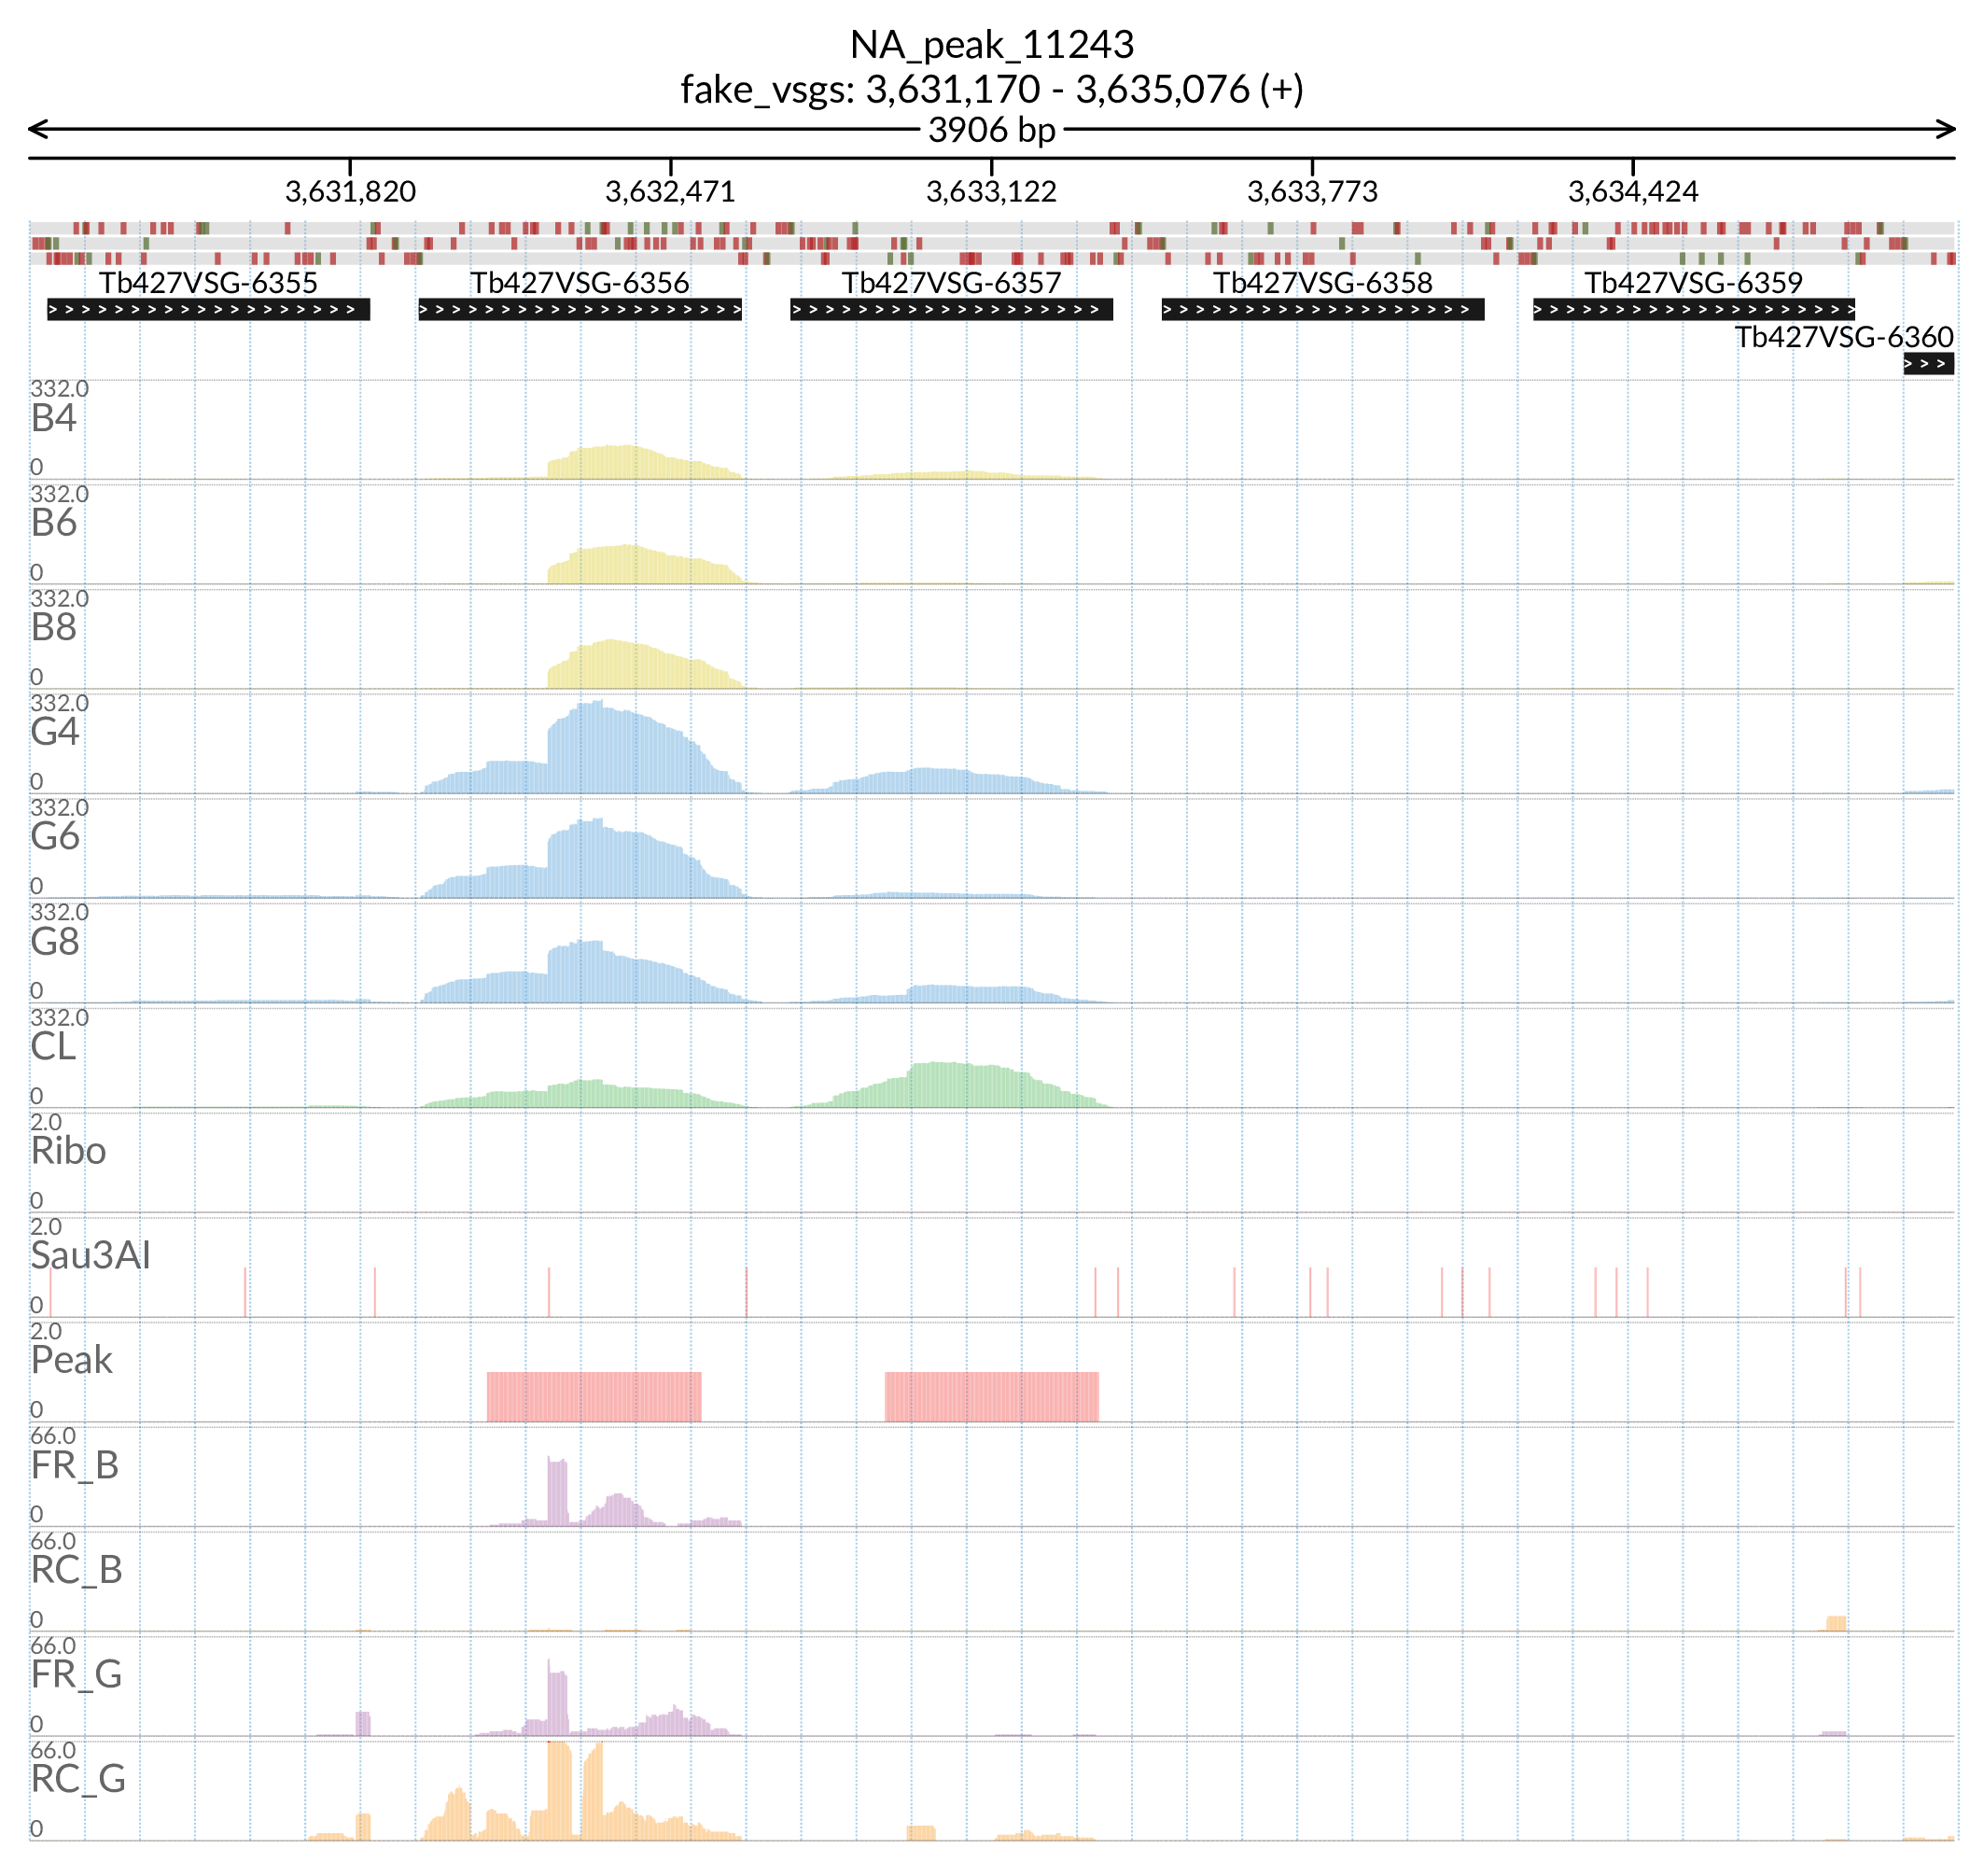 NA_peak_11243
fake_vsgs: 3,631,170 - 3,635,076 (+)
3906 bp
3,631,820 3,632,471 3,633,122 3,633,773 3,634,424
Tb427VSG-6355 Tb427VSG-6356 Tb427VSG-6357 Tb427VSG-6358 Tb427VSG-6359
Tb427VSG-6360
332.0
B4
0
332.0
B6
0
332.0
B8
0
332.0
G4
0
332.0
G6
0
332.0
G8
0
332.0
CL
0
2.0
Ribo
0
2.0
Sau3AI
0
2.0
Peak
0
66.0
FR_B
0
66.0
RC_B
0
66.0
FR_G
0
66.0
RC_G
0